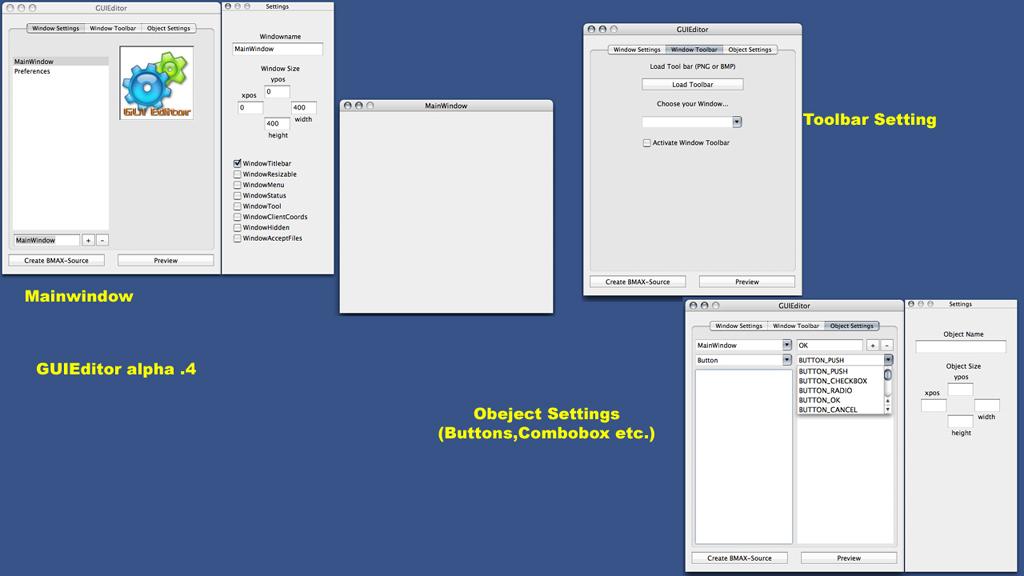 GUIEditor
Window Settings Window Toolbar Object Settings
MainWindow
Preferences
GUI Editor
MainWindow + -
Create BMAX-Source Preview
Settings
Windowname
MainWindow
Window Size
ypos
0
xpos
0 400
width
400
height
WindowTitlebar
WindowResizable
WindowMenu
WindowStatus
WindowTool
WindowClientCoords
WindowHidden
WindowAcceptFiles
MainWindow
GUIEditor
Window Settings Window Toolbar Object Settings
Load Tool bar (PNG or BMP)
Load Toolbar
Choose your Window...
Activate Window Toolbar
Create BMAX-Source Preview
Toolbar Setting
Mainwindow
GUIEditor alpha .4
Obeject Settings
(Buttons,Combobox etc.)
GUIEditor
Window Settings Window Toolbar Object Settings
MainWindow OK + -
Button BUTTON_PUSH
BUTTON_PUSH
BUTTON_CHECKBOX
BUTTON_RADIO
BUTTON_OK
BUTTON_CANCEL
Create BMAX-Source Preview
Settings
Object Name
Object Size
ypos
xpos
width
height